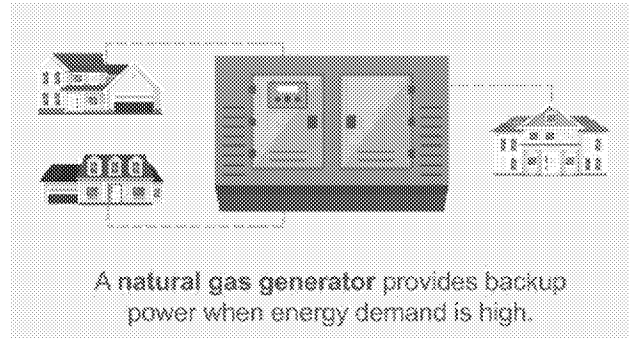 A natural gas generator provides backup
power when energy demand is high.